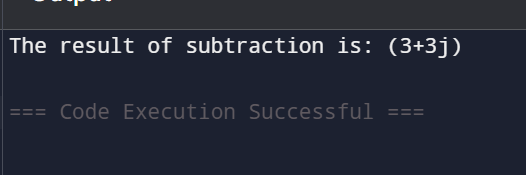 The result of subtraction is: (3+3j)
=== Code Execution Successful ===